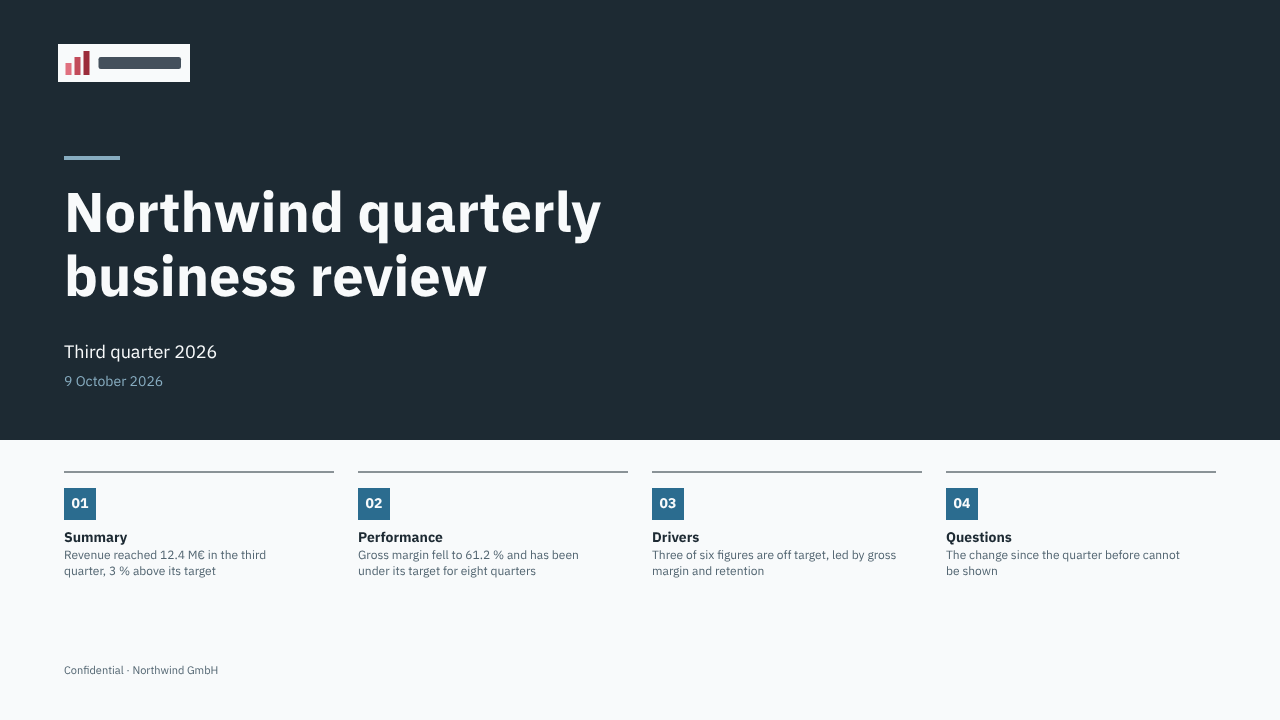 Northwind quarterly
business review
Third quarter 2026
9 October 2026
01
Summary
Revenue reached 12.4 M€ in the third
quarter, 3 % above its target
02
Performance
Gross margin fell to 61.2 % and has been
under its target for eight quarters
03
Drivers
Three of six figures are off target, led by gross
margin and retention
04
Questions
The change since the quarter before cannot
be shown
Confidential · Northwind GmbH